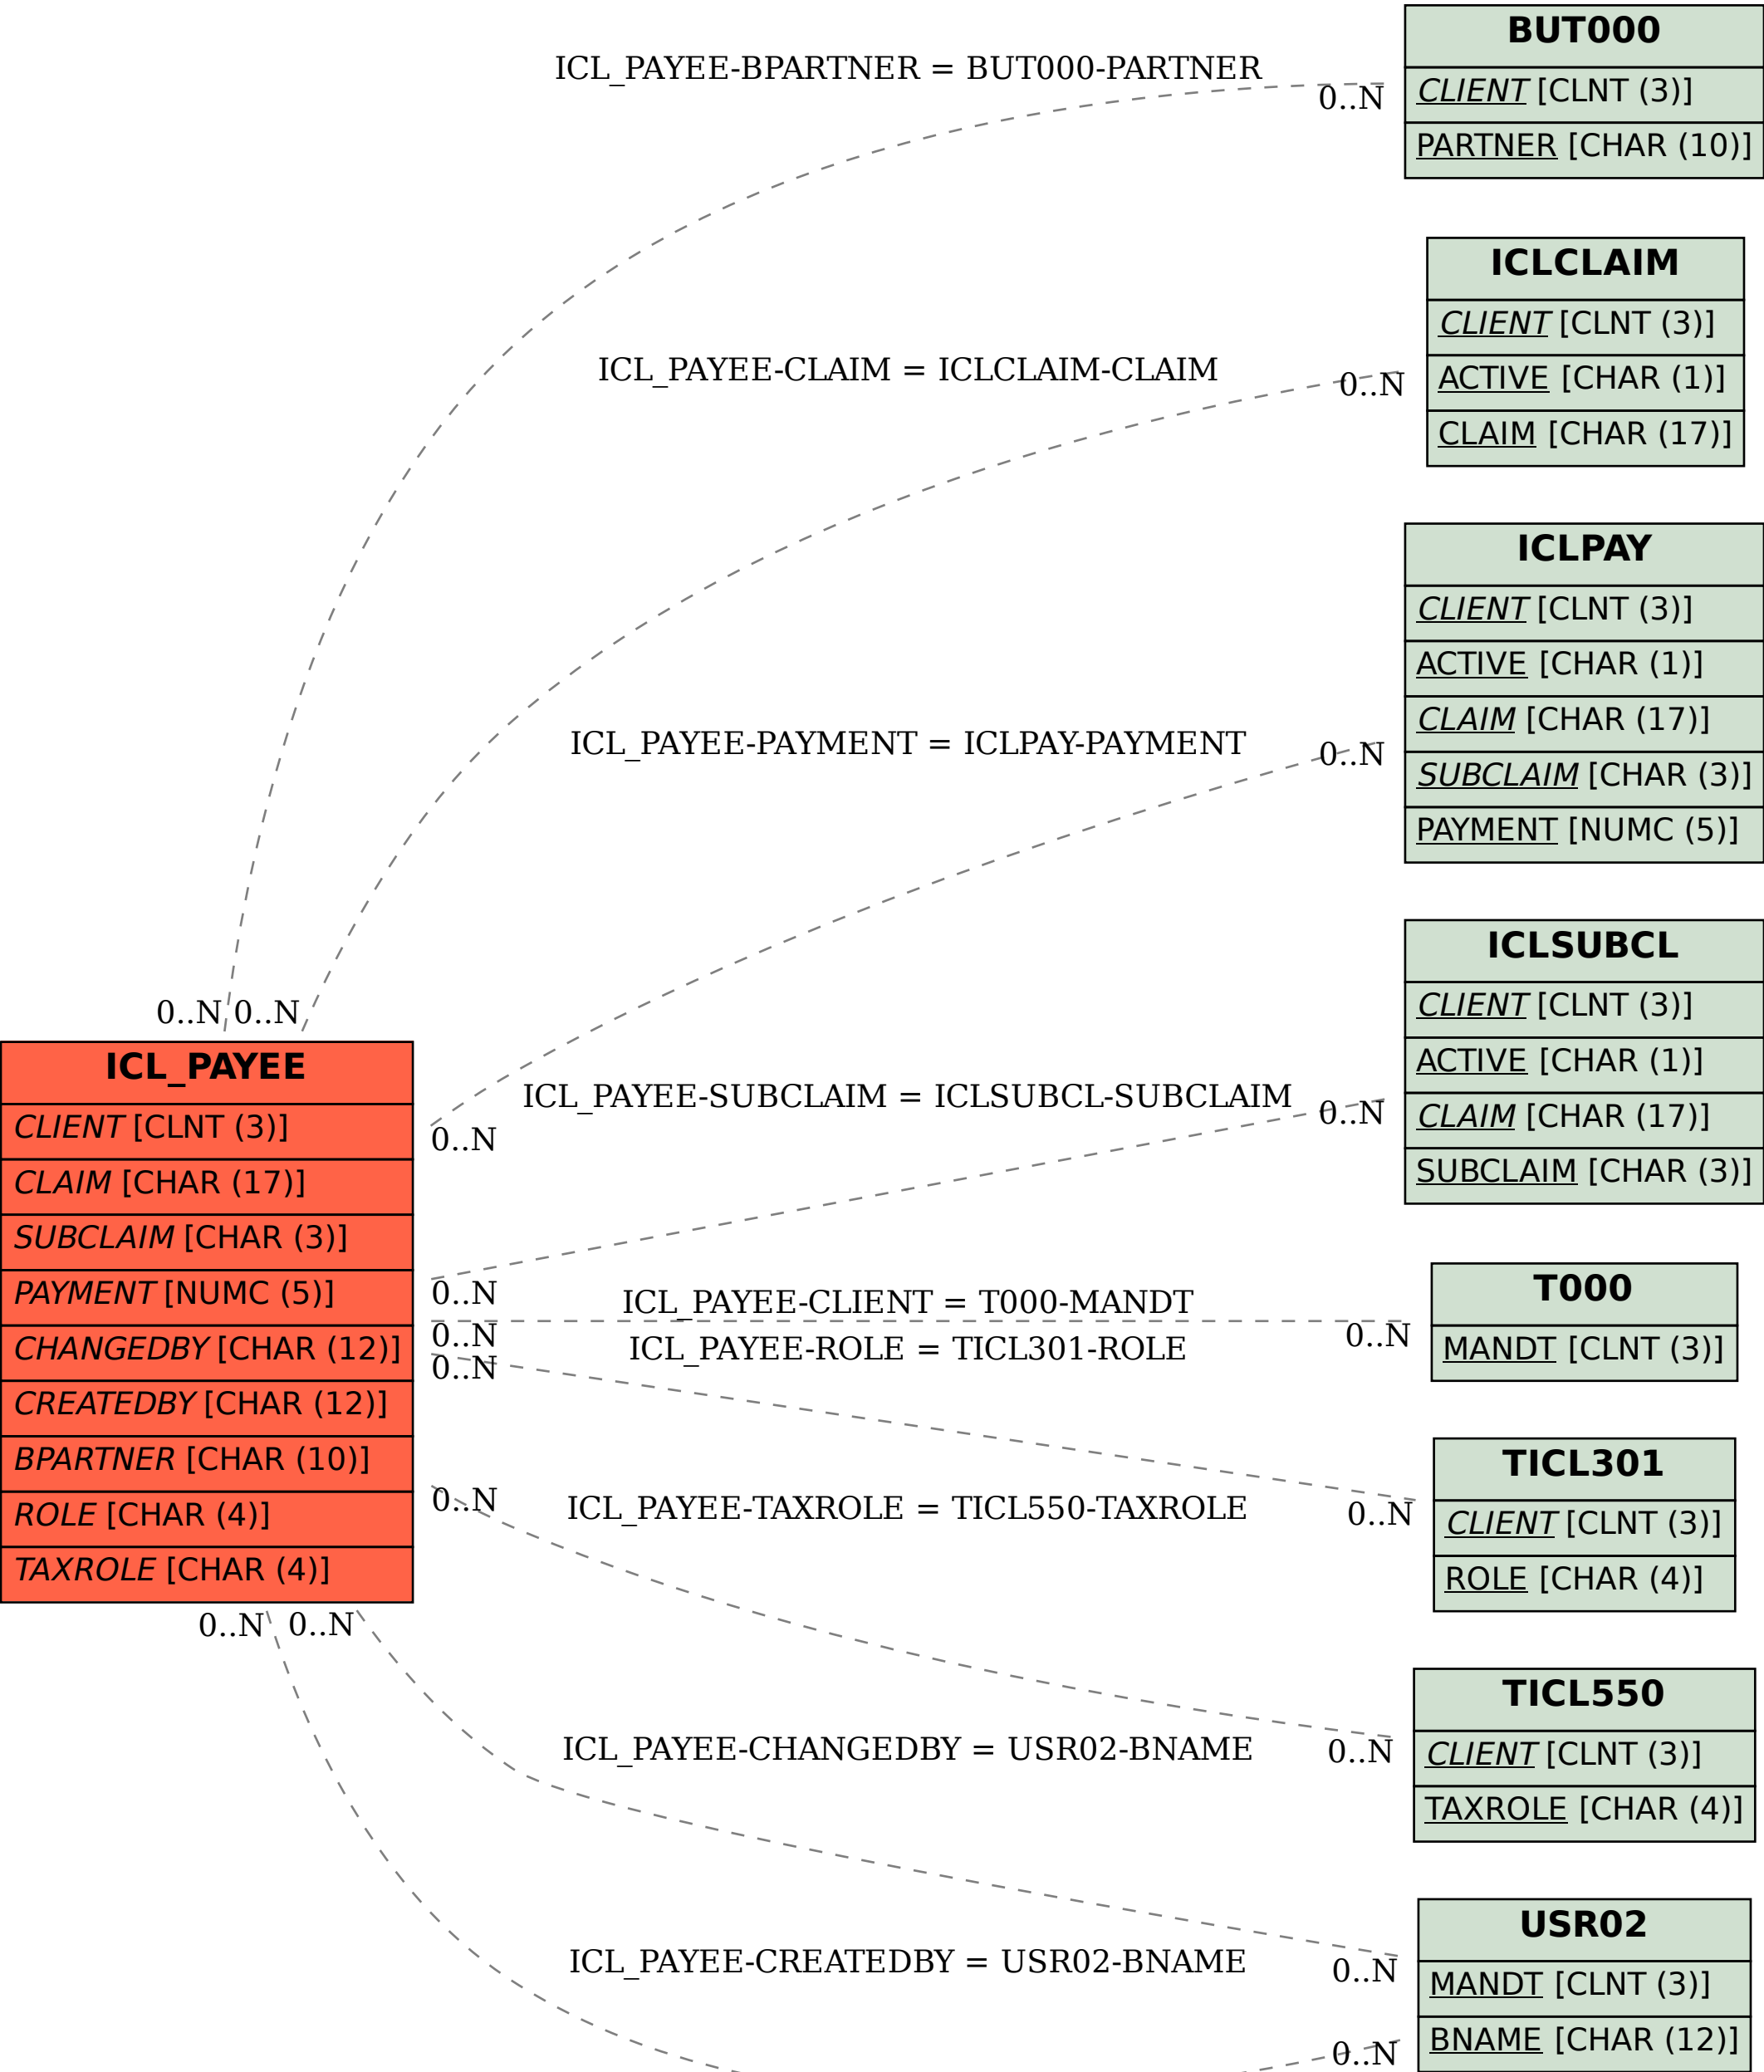 BUT000
CLIENT [CLNT (3)]
PARTNER [CHAR (10)]
ICL_PAYEE-BPARTNER = BUT000-PARTNER
0..N
ICLCLAIM
CLIENT [CLNT (3)]
ACTIVE [CHAR (1)]
CLAIM [CHAR (17)]
ICL_PAYEE-CLAIM = ICLCLAIM-CLAIM
0..N
ICLPAY
CLIENT [CLNT (3)]
ACTIVE [CHAR (1)]
CLAIM [CHAR (17)]
SUBCLAIM [CHAR (3)]
PAYMENT [NUMC (5)]
ICL_PAYEE-PAYMENT = ICLPAY-PAYMENT
0..N
ICLSUBCL
CLIENT [CLNT (3)]
ACTIVE [CHAR (1)]
CLAIM [CHAR (17)]
SUBCLAIM [CHAR (3)]
0..N 0..N
ICL_PAYEE
CLIENT [CLNT (3)]
CLAIM [CHAR (17)]
SUBCLAIM [CHAR (3)]
PAYMENT [NUMC (5)]
CHANGEDBY [CHAR (12)]
CREATEDBY [CHAR (12)]
BPARTNER [CHAR (10)]
ROLE [CHAR (4)]
TAXROLE [CHAR (4)]
0..N
ICL_PAYEE-SUBCLAIM = ICLSUBCL-SUBCLAIM
0..N
0..N
ICL_PAYEE-CLIENT = T000-MANDT
0..N
0..N
T000
MANDT [CLNT (3)]
ICL_PAYEE-ROLE = TICL301-ROLE
0..N
0..N
TICL301
CLIENT [CLNT (3)]
ROLE [CHAR (4)]
0..N
ICL_PAYEE-TAXROLE = TICL550-TAXROLE
0..N
TICL550
CLIENT [CLNT (3)]
TAXROLE [CHAR (4)]
0..N 0..N
ICL_PAYEE-CHANGEDBY = USR02-BNAME
0..N
USR02
MANDT [CLNT (3)]
BNAME [CHAR (12)]
ICL_PAYEE-CREATEDBY = USR02-BNAME
0..N